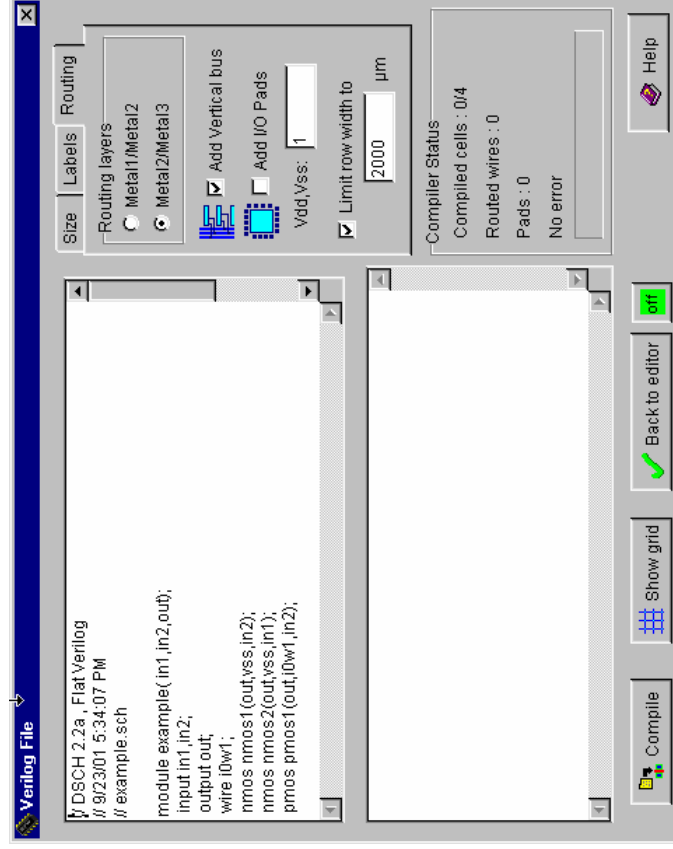 Verilog File
// DSCH 2.2a , Flat Verilog
// 9/23/01 5:34:07 PM
// example.sch
module example( in1,in2,out);
input in1,in2;
output out;
wire i0w1;
nmos nmos1(out,vss,in2);
nmos nmos2(out,vss,in1);
pmos pmos1(out,i0w1,in2);
Size
Labels
Routing
Routing layers
Metal1/Metal2
Metal2/Metal3
Add Vertical bus
Add I/O Pads
Vdd,Vss: 1
Limit row width to
2000 µm
Compiler Status
Compiled cells : 0/4
Routed wires : 0
Pads : 0
No error
Compile
Show grid
Back to editor
off
Help